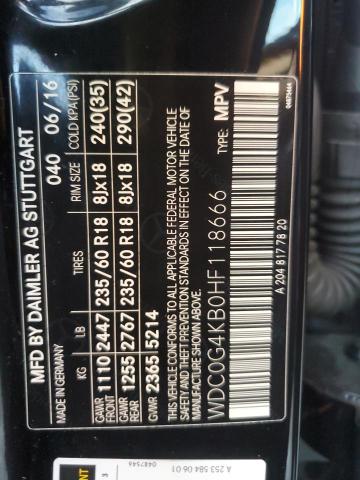 MFD BY DAIMLER AG STUTTGART
MADE IN GERMANY 040 06/16
KG LB TIRES RIM SIZE COLD KPA(PSI)
GAWR FRONT 1110 2447 235/60 R18 8Jx18 240(35)
GAWR REAR 1255 2767 235/60 R18 8Jx18 290(42)
GVWR 2365 5214
THIS VEHICLE CONFORMS TO ALL APPLICABLE FEDERAL MOTOR VEHICLE
SAFETY AND THEFT PREVENTION STANDARDS IN EFFECT ON THE DATE OF
MANUFACTURE SHOWN ABOVE.
TYPE: MPV
WDC0G4KB0HF118666
A 204 817 78 20
A 253 584 06 01
0487546
3